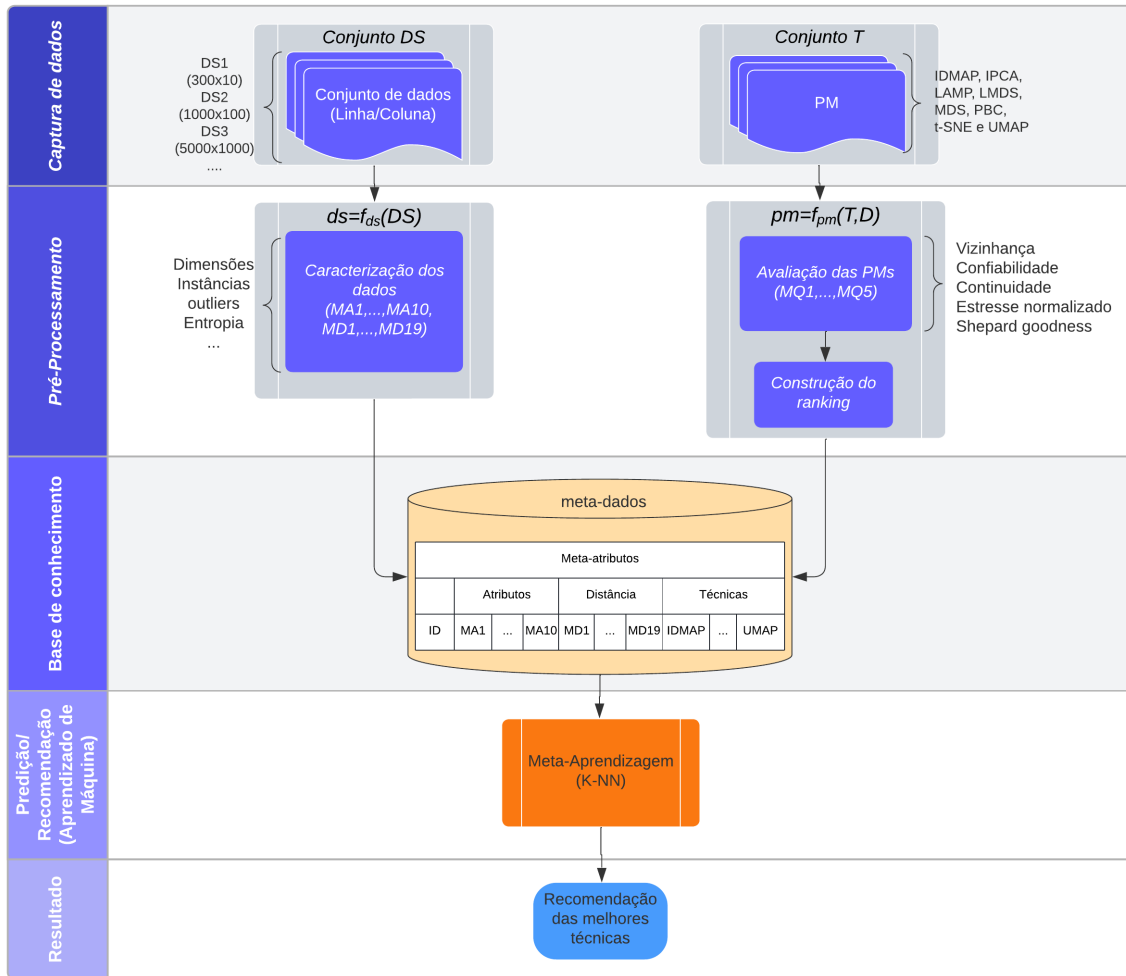 Captura de dados
Conjunto DS
DS1
(300x10)
DS2
(1000x100)
DS3
(5000x1000)
....
Conjunto de dados
(Linha/Coluna)
Conjunto T
PM
IDMAP, IPCA,
LAMP, LMDS,
MDS, PBC,
t-SNE e UMAP
Pré-Processamento
ds=fds(DS)
Dimensões
Instâncias
outliers
Entropia
...
Caracterização dos
dados
(MA1,...,MA10,
MD1,...,MD19)
pm=fpm(T,D)
Avaliação das PMs
(MQ1,...,MQ5)
Vizinhança
Confiabilidade
Continuidade
Estresse normalizado
Shepard goodness
Construção do
ranking
Base de conhecimento
meta-dados
Meta-atributos
Atributos Distância Técnicas
ID MA1 ... MA10 MD1 ... MD19 IDMAP ... UMAP
Predição/
Recomendação
(Aprendizado de
Máquina)
Meta-Aprendizagem
(K-NN)
Resultado
Recomendação
das melhores
técnicas